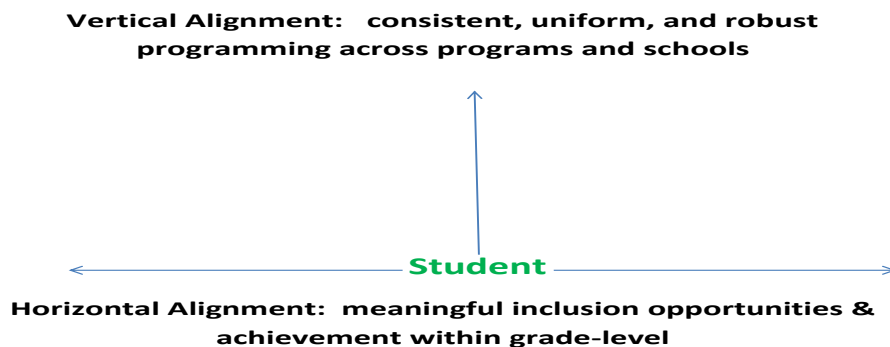 Vertical Alignment:   consistent, uniform, and robust
programming across programs and schools
Student
Horizontal Alignment:  meaningful inclusion opportunities &
achievement within grade-level